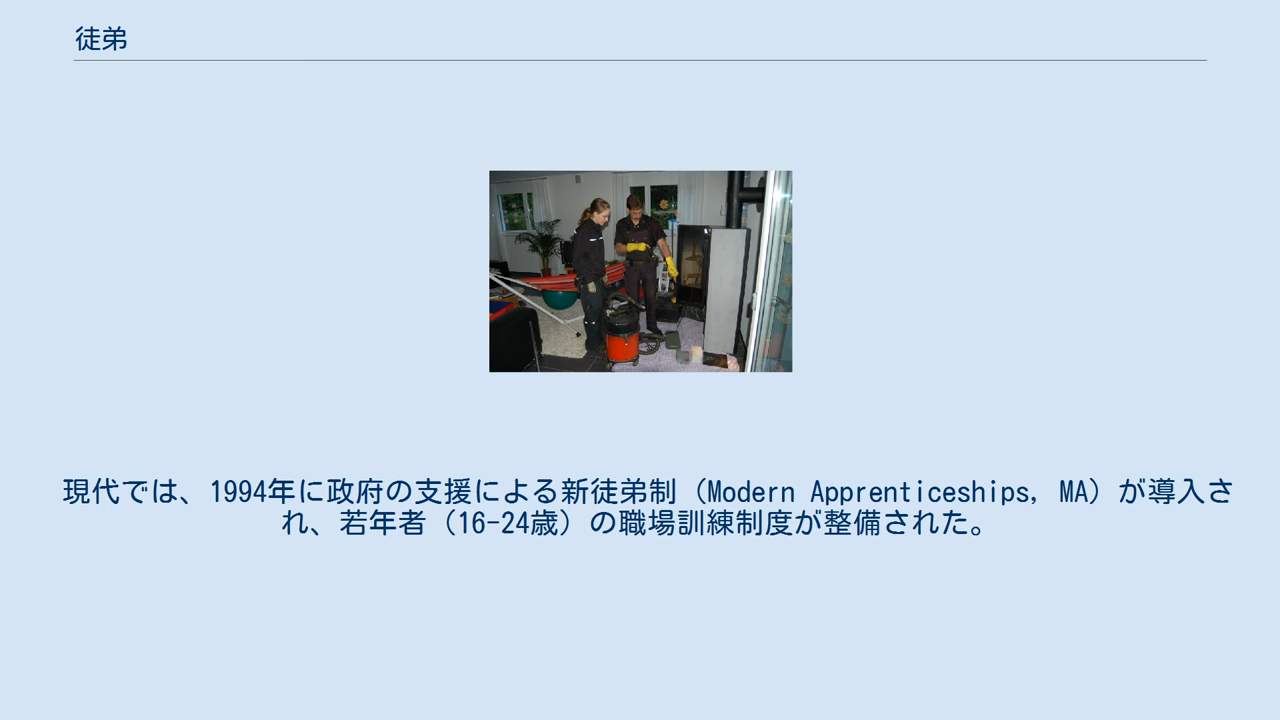 徒弟
現代では、1994年に政府の支援による新徒弟制（Modern Apprenticeships, MA）が導入さ
れ、若年者（16-24歳）の職場訓練制度が整備された。